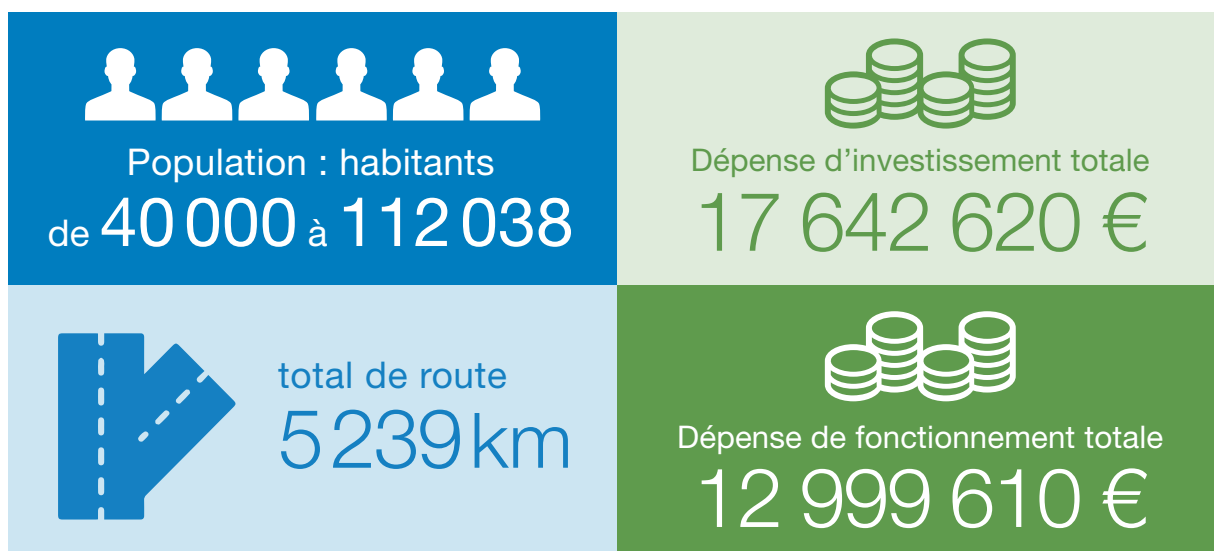 Population : habitants
de 40 000 à 112 038
Dépense d’investissement totale
17 642 620 €
total de route
5 239 km
Dépense de fonctionnement totale
12 999 610 €